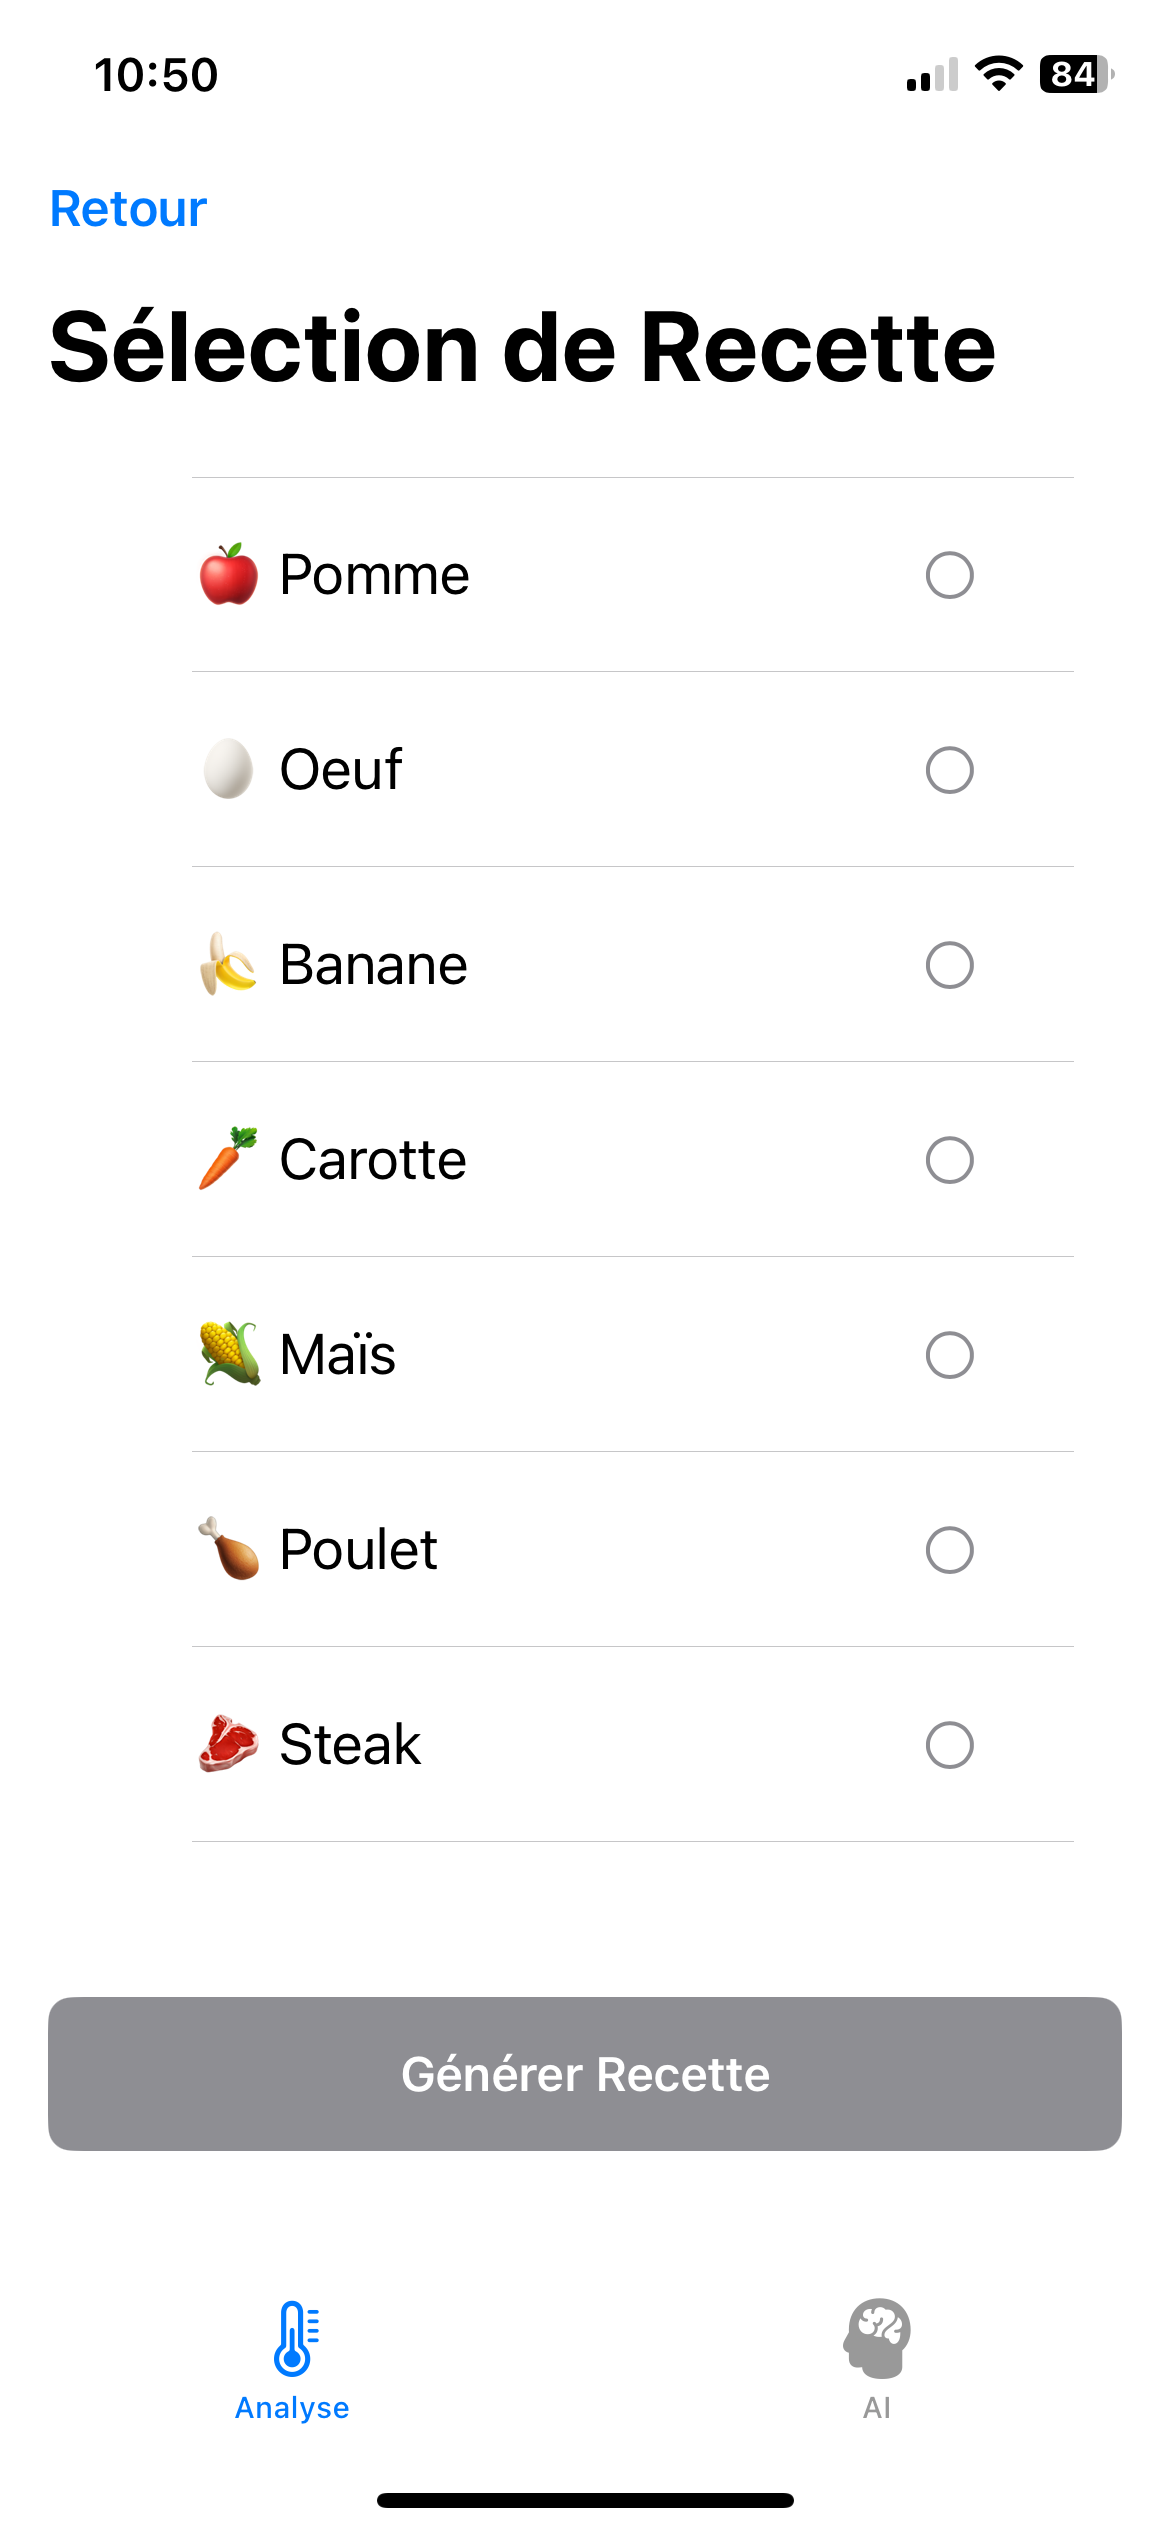 10:50
84
Retour
Sélection de Recette
Pomme
Oeuf
Banane
Carotte
Maïs
Poulet
Steak
Générer Recette
Analyse
AI